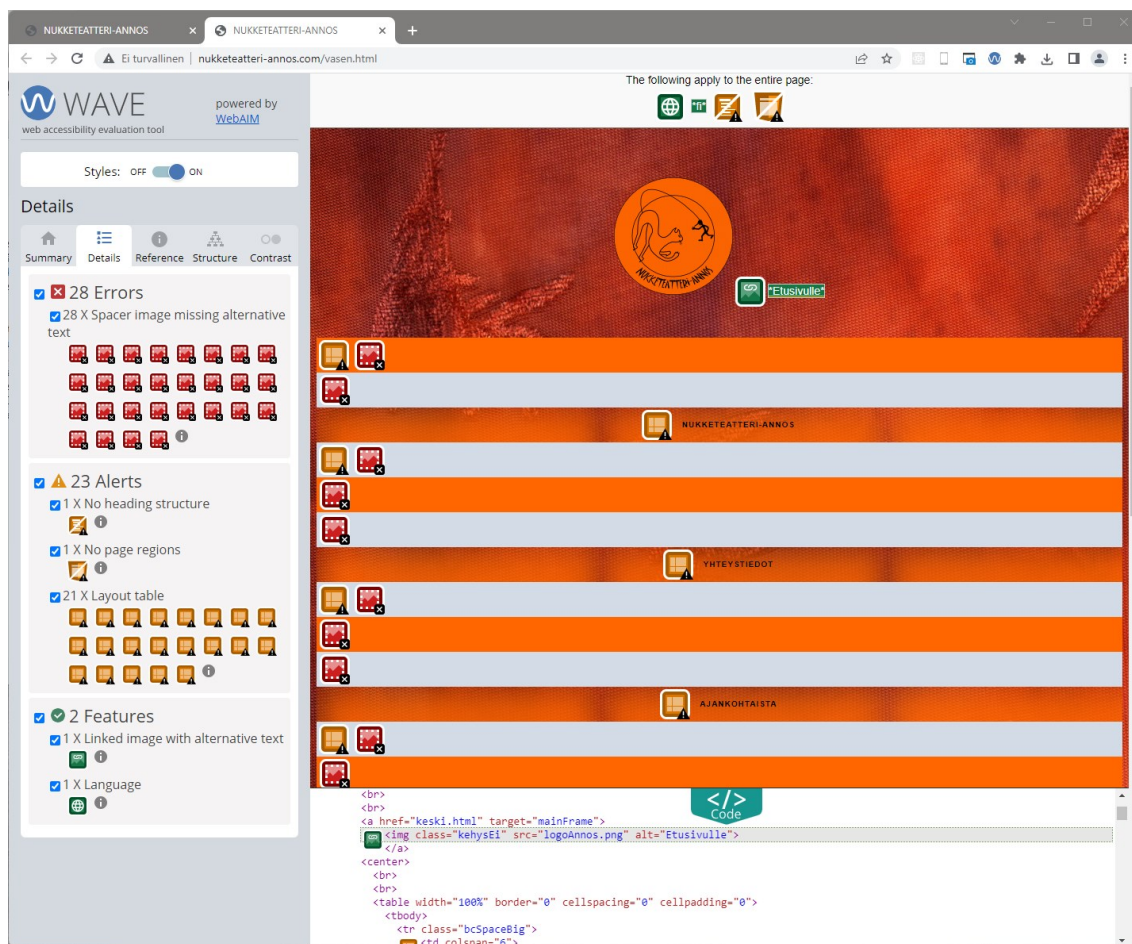 NUKKETEATTERI-ANNOS
NUKKETEATTERI-ANNOS
Ei turvallinen | nukketeatteri-annos.com/vasen.html
WAVE
web accessibility evaluation tool
powered by
WebAIM
Styles: OFF ON
Details
Summary Details Reference Structure Contrast
28 Errors
28 X Spacer image missing alternative
text
23 Alerts
1 X No heading structure
1 X No page regions
21 X Layout table
2 Features
1 X Linked image with alternative text
1 X Language
The following apply to the entire page:
*fi*
NUKKETEATTERI-ANNOS
*Etusivulle*
NUKKETEATTERI-ANNOS
YHTEYSTIEDOT
AJANKOHTAISTA
</>
Code
<br>
<br>
<a href="keski.html" target="mainFrame">
<img class="kehysEi" src="logoAnnos.png" alt="Etusivulle">
</a>
<center>
<br>
<br>
<table width="100%" border="0" cellspacing="0" cellpadding="0">
<tbody>
<tr class="bcSpaceBig">
<td colspan="6">